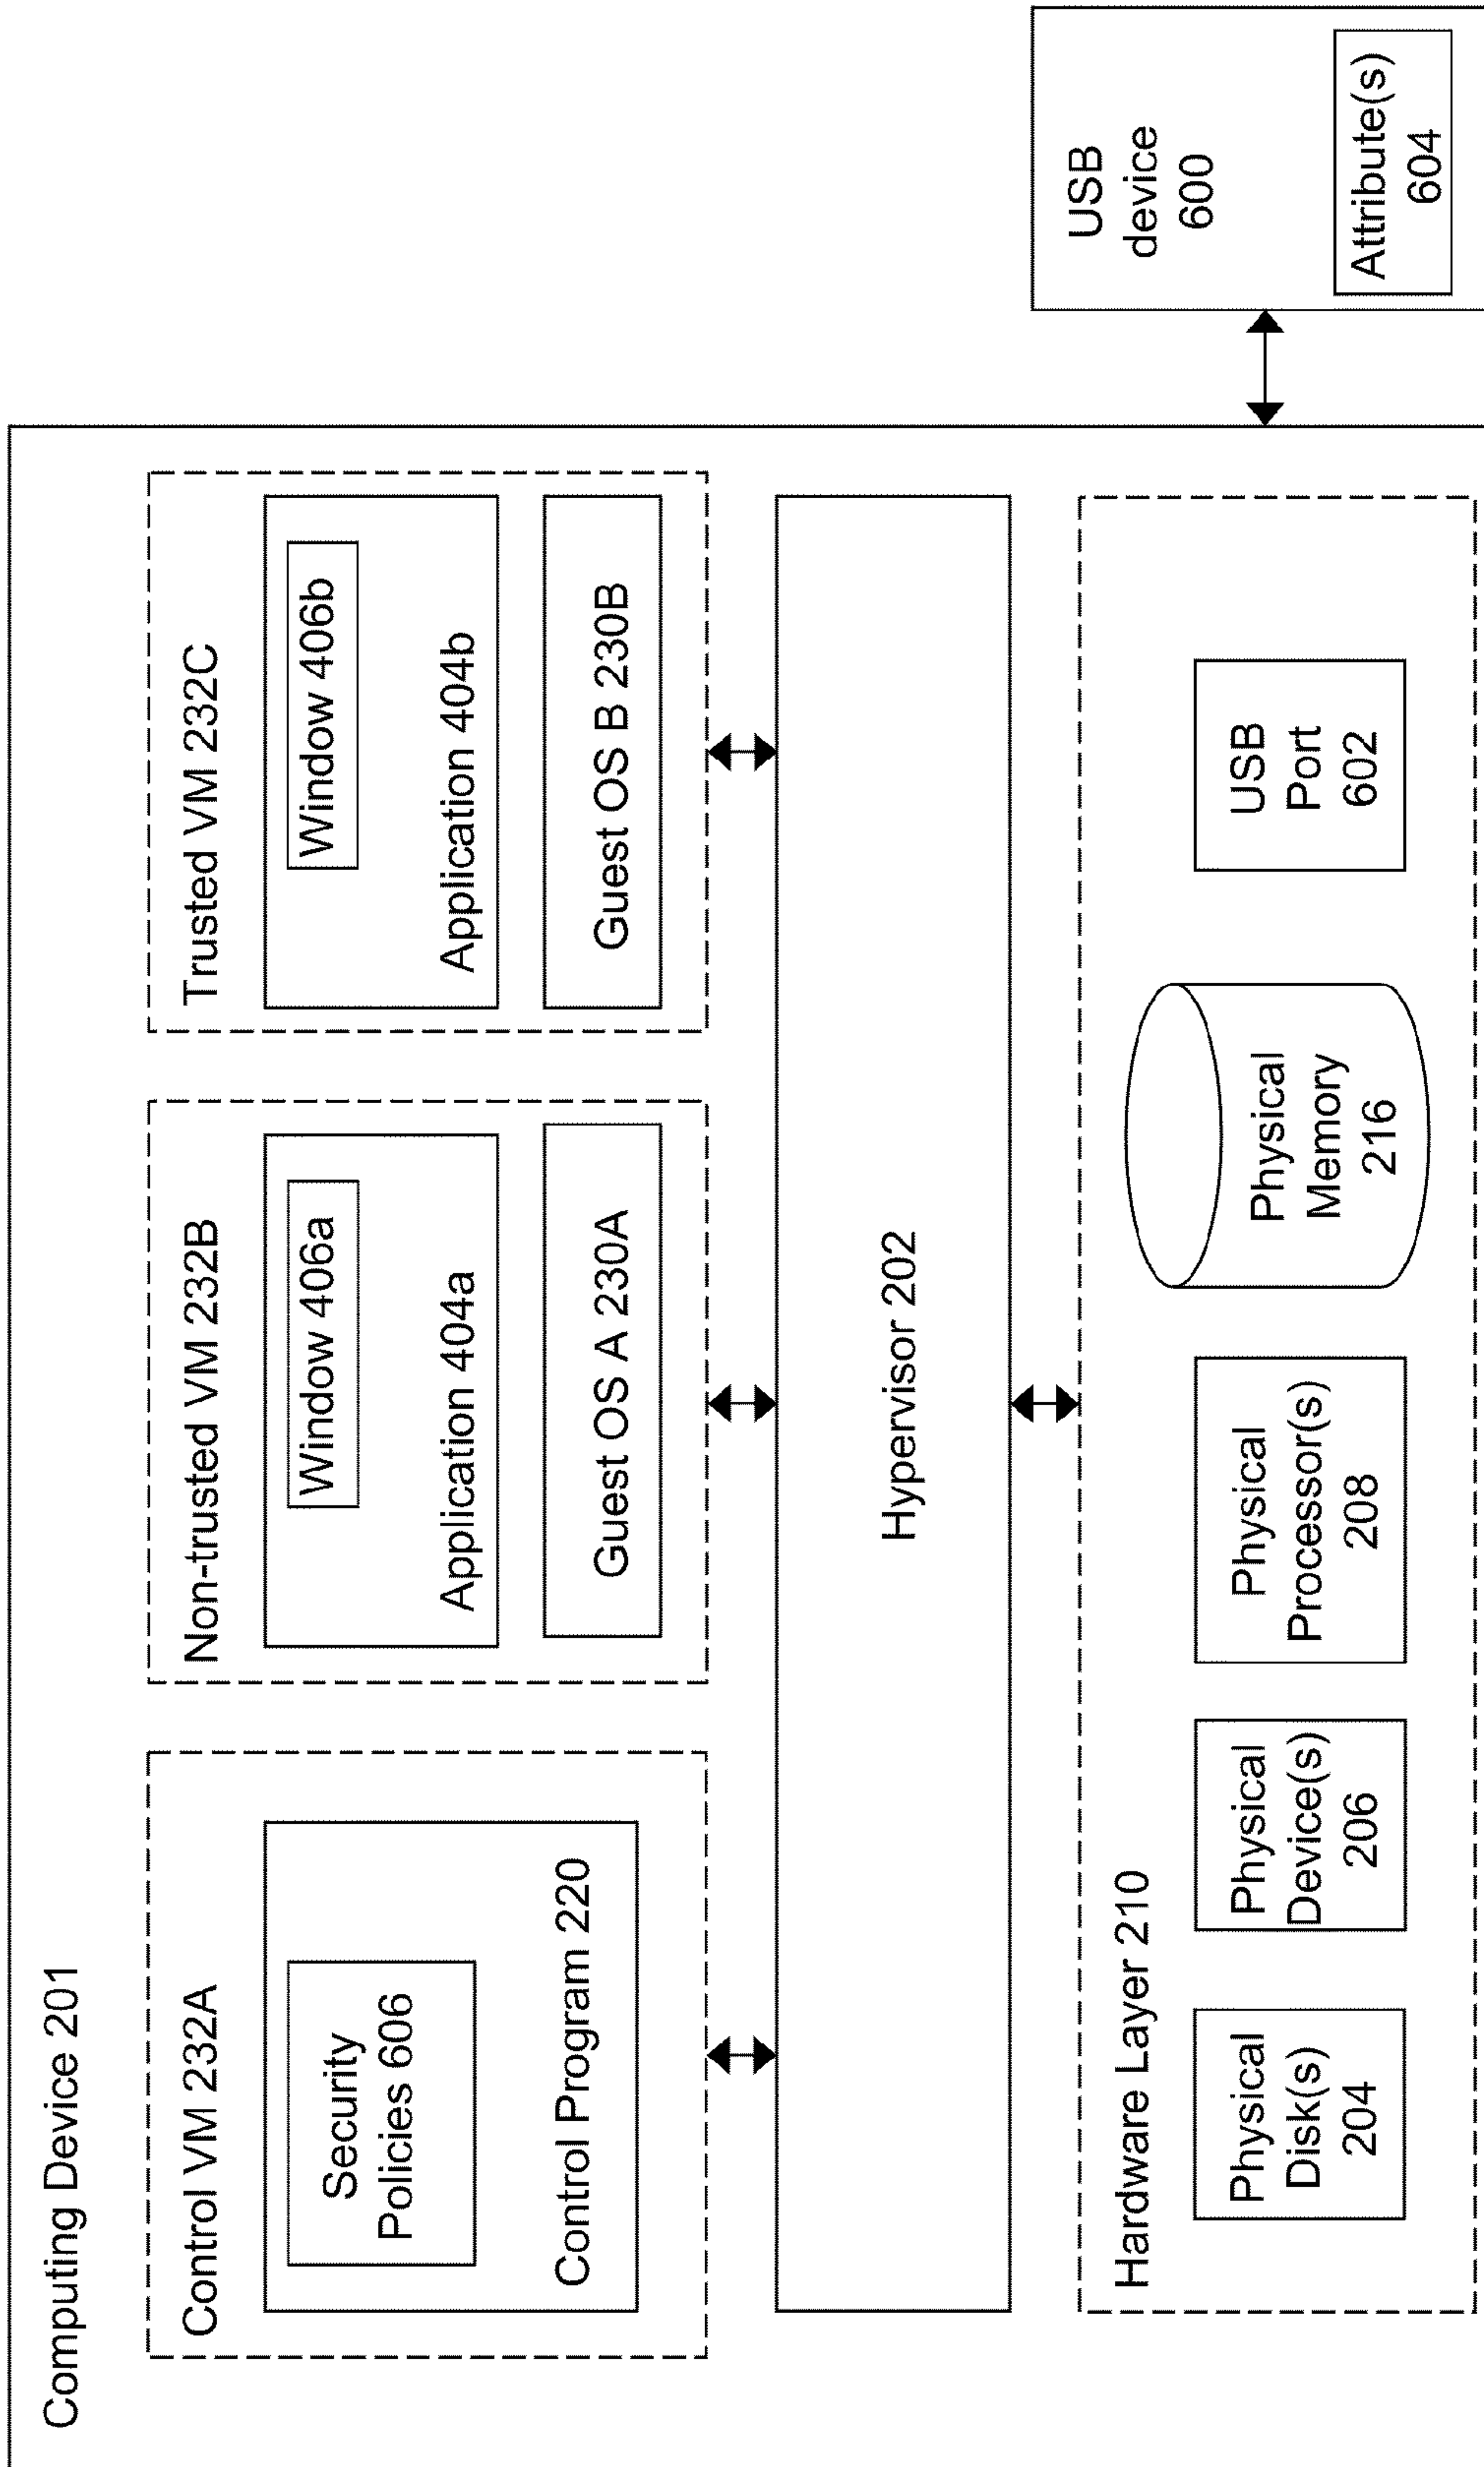 Computing Device 201
Control VM 232A
Security
Policies 606
Control Program 220
Non-trusted VM 232B
Window 406a
Application 404a
Guest OS A 230A
Trusted VM 232C
Window 406b
Application 404b
Guest OS B 230B
Hypervisor 202
Hardware Layer 210
Physical
Disk(s)
204
Physical
Device(s)
206
Physical
Processor(s)
208
Physical
Memory
216
USB
Port
602
USB
device
600
Attribute(s)
604